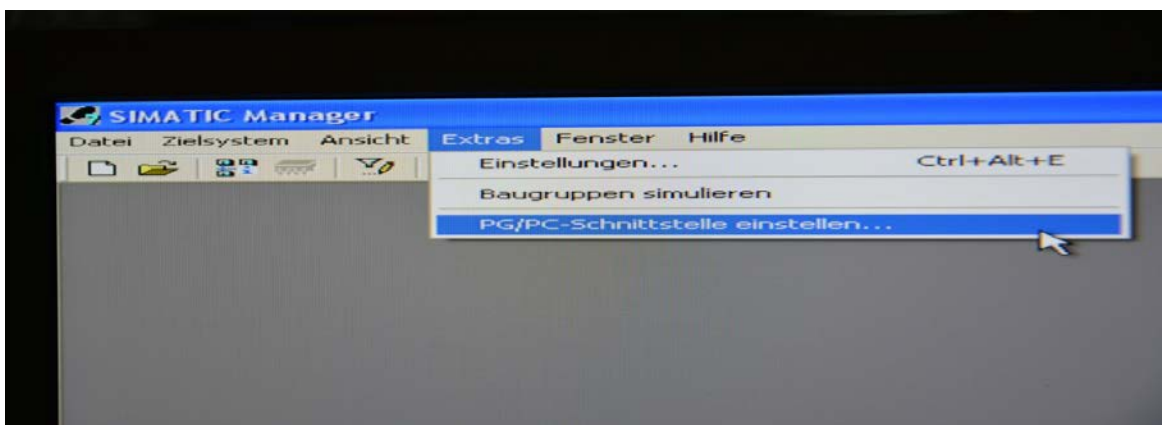 SIMATIC Manager
Datei Zielsystem Ansicht Extras Fenster Hilfe
Einstellungen... Ctrl+Alt+E
Baugruppen simulieren
PG/PC-Schnittstelle einstellen...